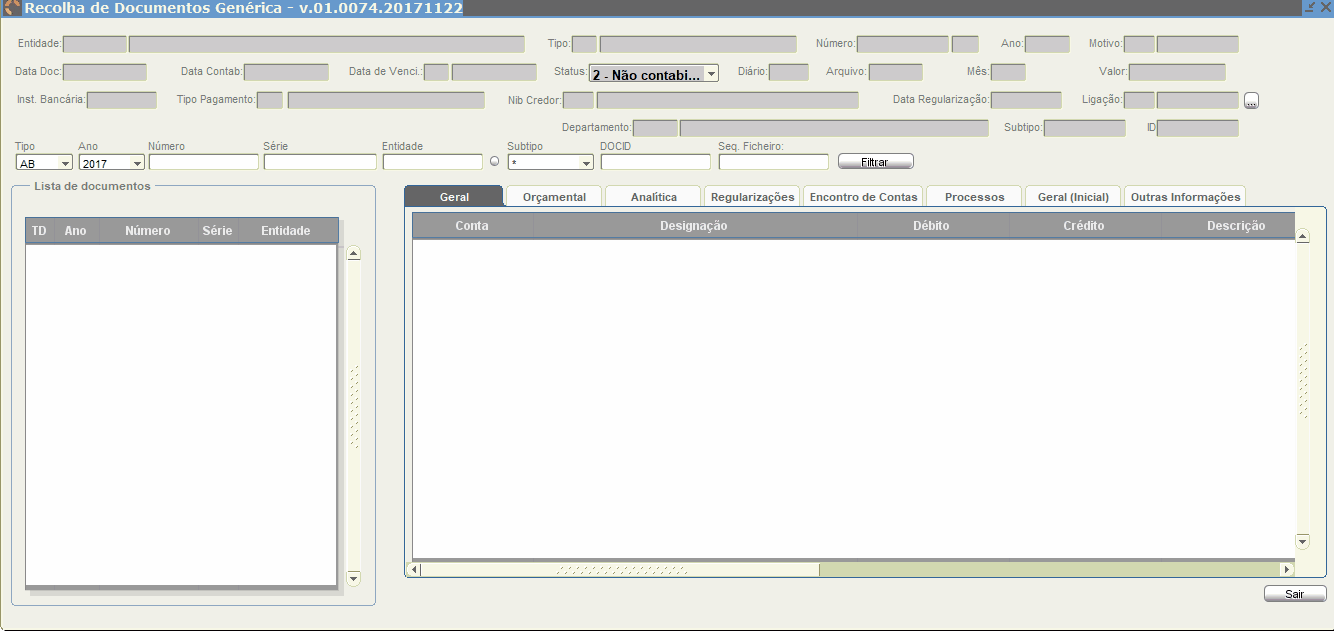 Recolha de Documentos Genérica - v.01.0074.20171122
Entidade: Tipo: Número: Ano: Motivo:
Data Doc: Data Contab: Data de Venci.: Status: 2 - Não contabi... Diário: Arquivo: Mês: Valor:
Inst. Bancária: Tipo Pagamento: Nib Credor: Data Regularização: Ligação: ...
Departamento: Subtipo: ID
Tipo Ano Número Série Entidade Subtipo DOCID Seq. Ficheiro:
AB 2017 * Filtrar
Lista de documentos
Geral Orçamental Analítica Regularizações Encontro de Contas Processos Geral (Inicial) Outras Informações
TD Ano Número Série Entidade
Conta Designação Débito Crédito Descrição
Sair